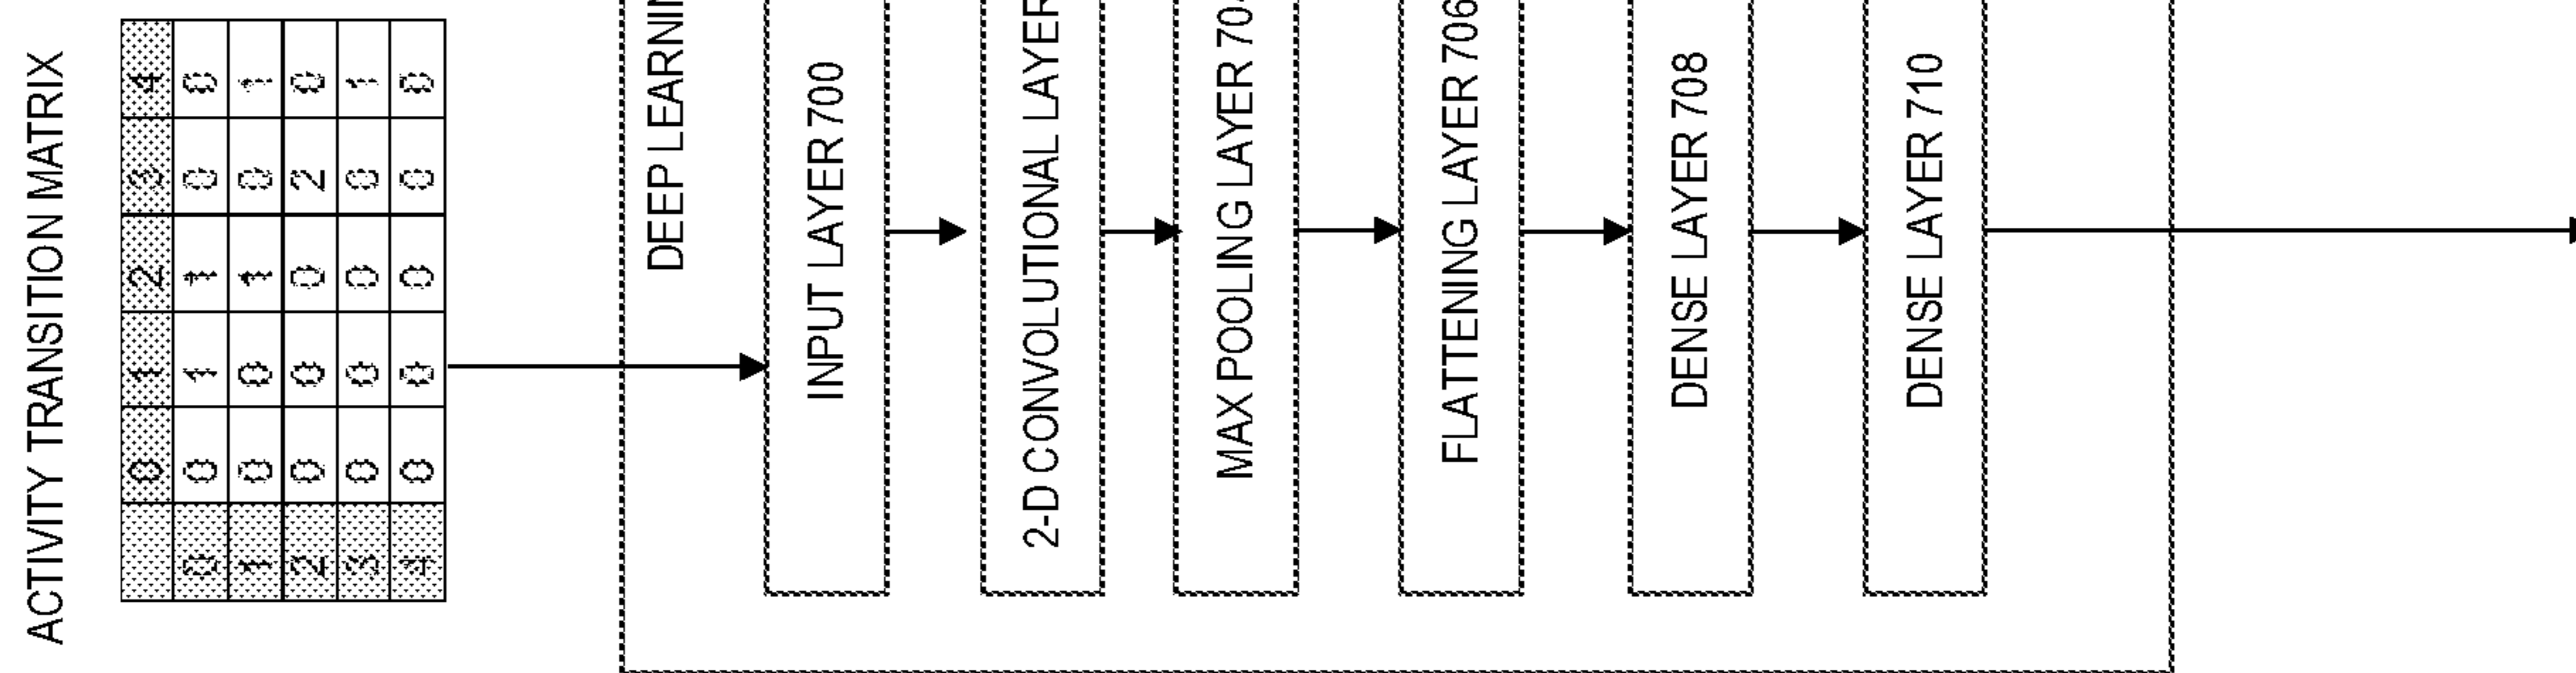 ACTIVITY TRANSITION MATRIX
0 1 2 3 4
0 0 1 1 0 0
1 0 0 1 0 1
2 0 0 0 2 0
3 0 0 0 0 1
4 0 0 0 0 0
DEEP LEARNIN
INPUT LAYER 700
2-D CONVOLUTIONAL LAYER
MAX POOLING LAYER 704
FLATTENING LAYER 706
DENSE LAYER 708
DENSE LAYER 710